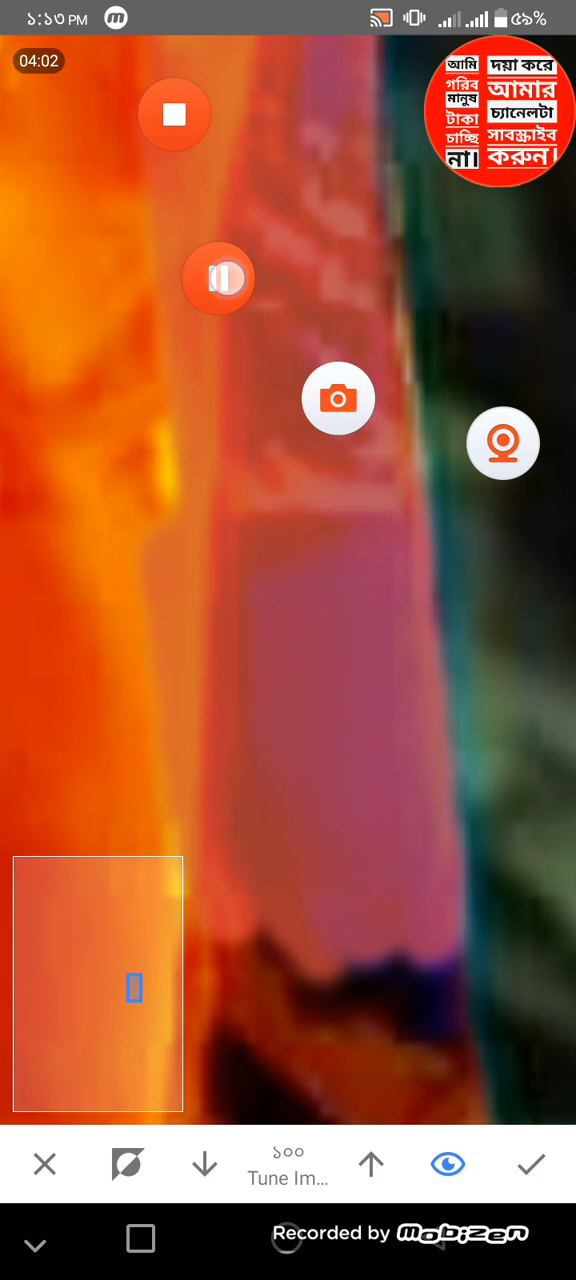 ১:১৩ PM
৫৯%
04:02
আমি
গরিব
মানুষ
টাকা
চাচ্ছি
না।
দয়া করে
আমার
চ্যানেলটা
সাবস্ক্রাইব
করুন।
১০০
Tune Im...
Recorded by Mobizen